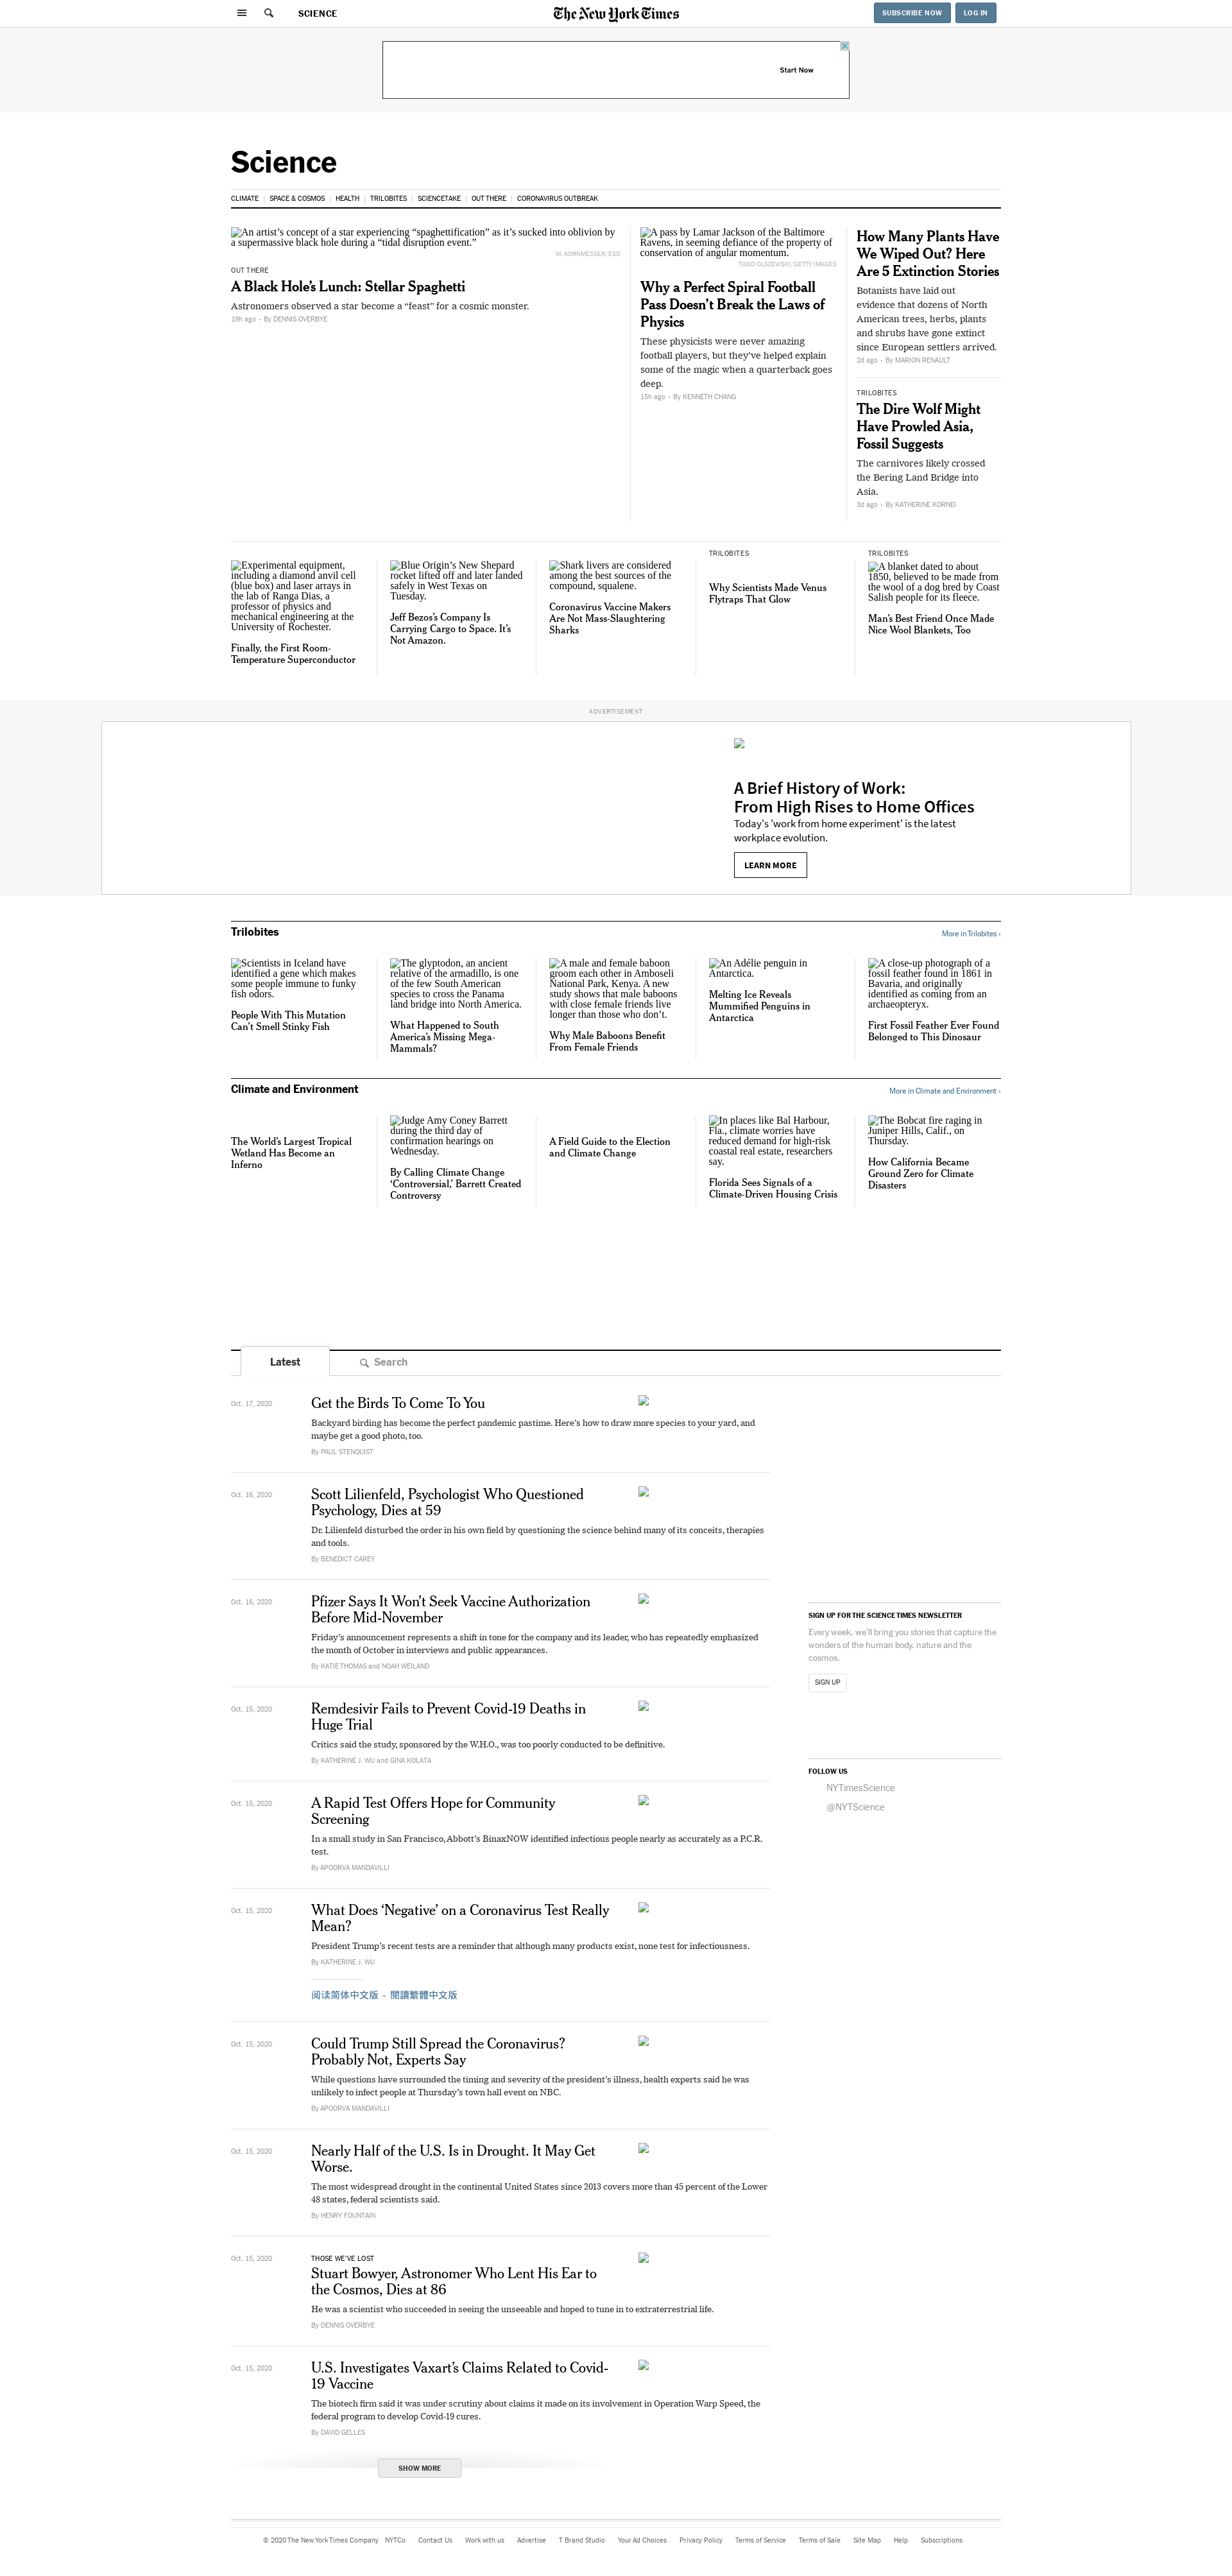 SCIENCE
The New York Times
SUBSCRIBE NOW
LOG IN
Start Now
Science
CLIMATE
SPACE & COSMOS
HEALTH
TRILOBITES
SCIENCETAKE
OUT THERE
CORONAVIRUS OUTBREAK
An artist’s concept of a star experiencing “spaghettification” as it’s sucked into oblivion by
a supermassive black hole during a “tidal disruption event.”
M. KORNMESSER/ESO
OUT THERE
A Black Hole’s Lunch: Stellar Spaghetti
Astronomers observed a star become a “feast” for a cosmic monster.
19h ago • By DENNIS OVERBYE
A pass by Lamar Jackson of the Baltimore
Ravens, in seeming defiance of the property of
conservation of angular momentum.
TODD OLSZEWSKI/GETTY IMAGES
Why a Perfect Spiral Football
Pass Doesn’t Break the Laws of
Physics
These physicists were never amazing
football players, but they’ve helped explain
some of the magic when a quarterback goes
deep.
15h ago • By KENNETH CHANG
How Many Plants Have
We Wiped Out? Here
Are 5 Extinction Stories
Botanists have laid out
evidence that dozens of North
American trees, herbs, plants
and shrubs have gone extinct
since European settlers arrived.
2d ago • By MARION RENAULT
TRILOBITES
The Dire Wolf Might
Have Prowled Asia,
Fossil Suggests
The carnivores likely crossed
the Bering Land Bridge into
Asia.
3d ago • By KATHERINE KORNEI
Experimental equipment,
including a diamond anvil cell
(blue box) and laser arrays in
the lab of Ranga Dias, a
professor of physics and
mechanical engineering at the
University of Rochester.
Finally, the First Room-
Temperature Superconductor
Blue Origin’s New Shepard
rocket lifted off and later landed
safely in West Texas on
Tuesday.
Jeff Bezos’s Company Is
Carrying Cargo to Space. It’s
Not Amazon.
Shark livers are considered
among the best sources of the
compound, squalene.
Coronavirus Vaccine Makers
Are Not Mass-Slaughtering
Sharks
TRILOBITES
Why Scientists Made Venus
Flytraps That Glow
TRILOBITES
A blanket dated to about
1850, believed to be made from
the wool of a dog bred by Coast
Salish people for its fleece.
Man’s Best Friend Once Made
Nice Wool Blankets, Too
ADVERTISEMENT
A Brief History of Work:
From High Rises to Home Offices
Today's 'work from home experiment' is the latest
workplace evolution.
LEARN MORE
Trilobites
More in Trilobites ›
Scientists in Iceland have
identified a gene which makes
some people immune to funky
fish odors.
People With This Mutation
Can’t Smell Stinky Fish
The glyptodon, an ancient
relative of the armadillo, is one
of the few South American
species to cross the Panama
land bridge into North America.
What Happened to South
America’s Missing Mega-
Mammals?
A male and female baboon
groom each other in Amboseli
National Park, Kenya. A new
study shows that male baboons
with close female friends live
longer than those who don’t.
Why Male Baboons Benefit
From Female Friends
An Adélie penguin in
Antarctica.
Melting Ice Reveals
Mummified Penguins in
Antarctica
A close-up photograph of a
fossil feather found in 1861 in
Bavaria, and originally
identified as coming from an
archaeopteryx.
First Fossil Feather Ever Found
Belonged to This Dinosaur
Climate and Environment
More in Climate and Environment ›
The World’s Largest Tropical
Wetland Has Become an
Inferno
Judge Amy Coney Barrett
during the third day of
confirmation hearings on
Wednesday.
By Calling Climate Change
‘Controversial,’ Barrett Created
Controversy
A Field Guide to the Election
and Climate Change
In places like Bal Harbour,
Fla., climate worries have
reduced demand for high-risk
coastal real estate, researchers
say.
Florida Sees Signals of a
Climate-Driven Housing Crisis
The Bobcat fire raging in
Juniper Hills, Calif., on
Thursday.
How California Became
Ground Zero for Climate
Disasters
Latest
Search
Oct. 17, 2020
Get the Birds To Come To You
Backyard birding has become the perfect pandemic pastime. Here’s how to draw more species to your yard, and
maybe get a good photo, too.
By PAUL STENQUIST
Oct. 16, 2020
Scott Lilienfeld, Psychologist Who Questioned
Psychology, Dies at 59
Dr. Lilienfeld disturbed the order in his own field by questioning the science behind many of its conceits, therapies
and tools.
By BENEDICT CAREY
Oct. 16, 2020
Pfizer Says It Won’t Seek Vaccine Authorization
Before Mid-November
Friday’s announcement represents a shift in tone for the company and its leader, who has repeatedly emphasized
the month of October in interviews and public appearances.
By KATIE THOMAS and NOAH WEILAND
Oct. 15, 2020
Remdesivir Fails to Prevent Covid-19 Deaths in
Huge Trial
Critics said the study, sponsored by the W.H.O., was too poorly conducted to be definitive.
By KATHERINE J. WU and GINA KOLATA
Oct. 15, 2020
A Rapid Test Offers Hope for Community
Screening
In a small study in San Francisco, Abbott’s BinaxNOW identified infectious people nearly as accurately as a P.C.R.
test.
By APOORVA MANDAVILLI
Oct. 15, 2020
What Does ‘Negative’ on a Coronavirus Test Really
Mean?
President Trump’s recent tests are a reminder that although many products exist, none test for infectiousness.
By KATHERINE J. WU
阅读简体中文版 • 閱讀繁體中文版
Oct. 15, 2020
Could Trump Still Spread the Coronavirus?
Probably Not, Experts Say
While questions have surrounded the timing and severity of the president’s illness, health experts said he was
unlikely to infect people at Thursday’s town hall event on NBC.
By APOORVA MANDAVILLI
Oct. 15, 2020
Nearly Half of the U.S. Is in Drought. It May Get
Worse.
The most widespread drought in the continental United States since 2013 covers more than 45 percent of the Lower
48 states, federal scientists said.
By HENRY FOUNTAIN
Oct. 15, 2020
THOSE WE’VE LOST
Stuart Bowyer, Astronomer Who Lent His Ear to
the Cosmos, Dies at 86
He was a scientist who succeeded in seeing the unseeable and hoped to tune in to extraterrestrial life.
By DENNIS OVERBYE
Oct. 15, 2020
U.S. Investigates Vaxart’s Claims Related to Covid-
19 Vaccine
The biotech firm said it was under scrutiny about claims it made on its involvement in Operation Warp Speed, the
federal program to develop Covid-19 cures.
By DAVID GELLES
SHOW MORE
SIGN UP FOR THE SCIENCE TIMES NEWSLETTER
Every week, we’ll bring you stories that capture the
wonders of the human body, nature and the
cosmos.
SIGN UP
FOLLOW US
NYTimesScience
@NYTScience
© 2020 The New York Times Company
NYTCo
Contact Us
Work with us
Advertise
T Brand Studio
Your Ad Choices
Privacy Policy
Terms of Service
Terms of Sale
Site Map
Help
Subscriptions